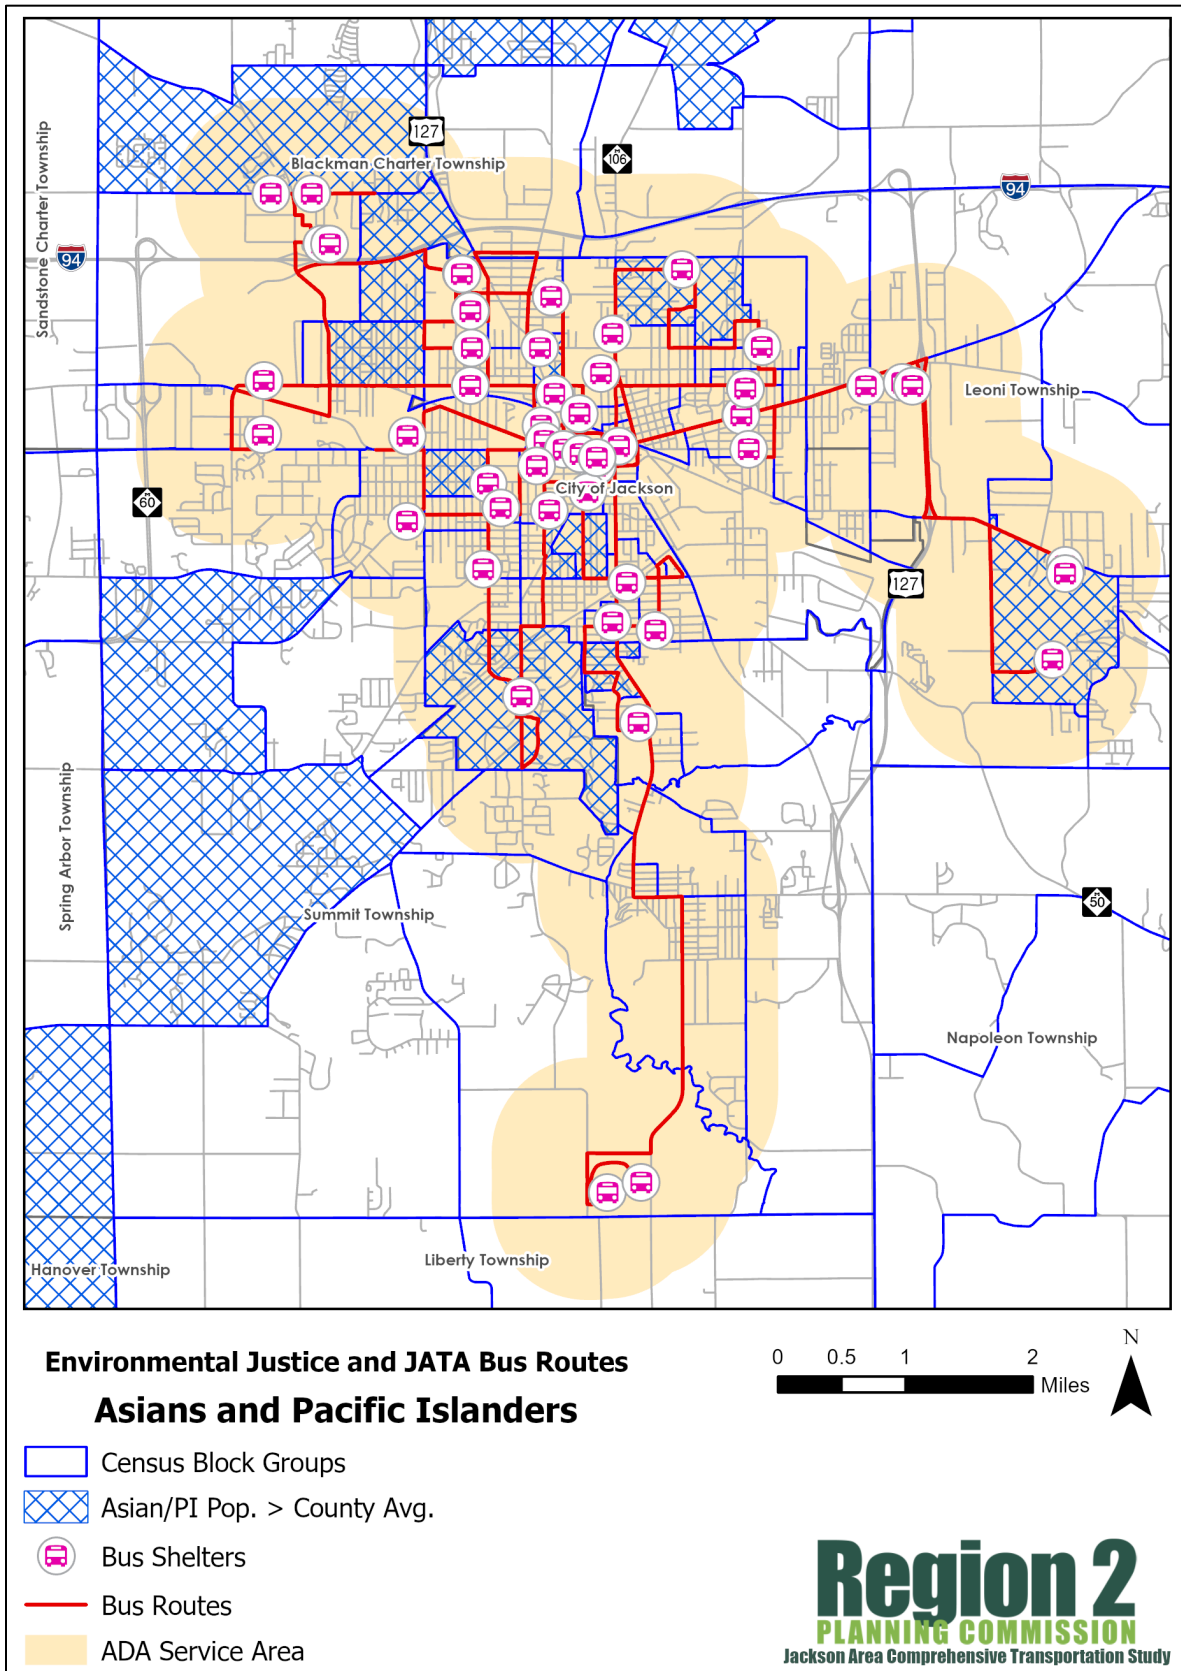 127
M
106
Blackman Charter Township
94
Sandstone Charter Township
94
Leoni Township
City of Jackson
M
60
127
Spring Arbor Township
Summit Township
M
50
Napoleon Township
Hanover Township
Liberty Township
Environmental Justice and JATA Bus Routes
Asians and Pacific Islanders
0 0.5 1 2
Miles
N
Census Block Groups
Asian/PI Pop. > County Avg.
Bus Shelters
Bus Routes
ADA Service Area
Region 2
PLANNING COMMISSION
Jackson Area Comprehensive Transportation Study